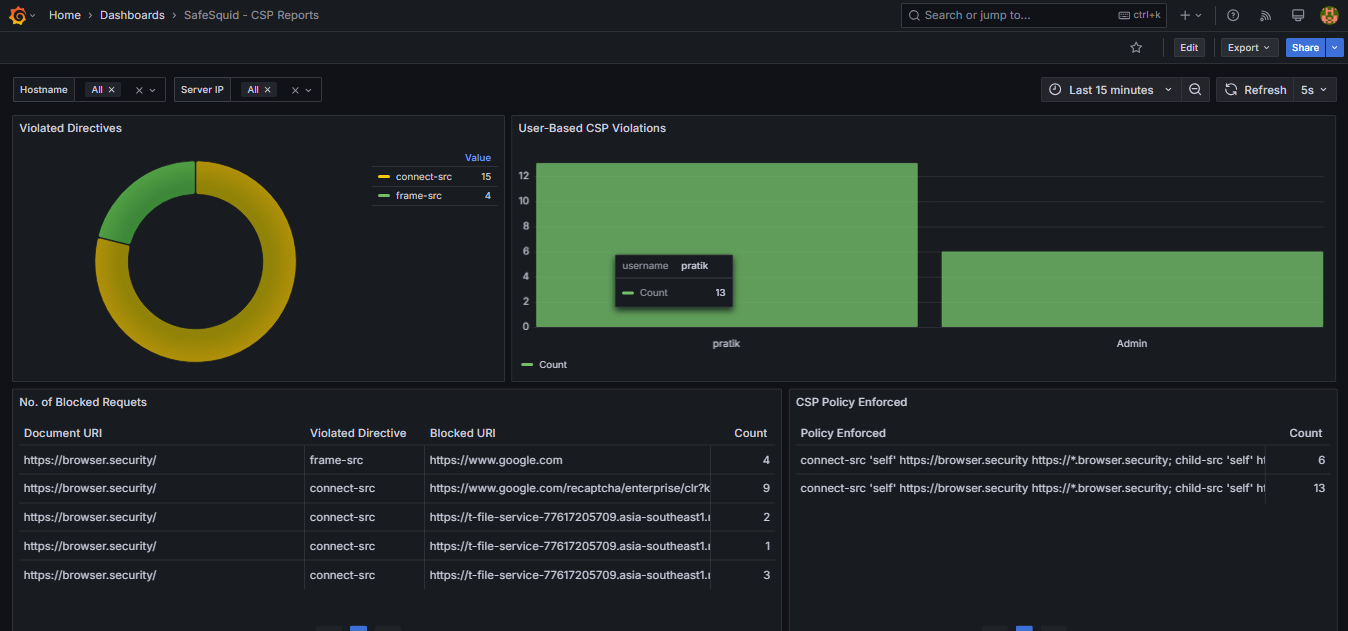 Home › Dashboards › SafeSquid - CSP Reports
Search or jump to... ctrl+k
Edit Export Share
Hostname All × Server IP All ×
Last 15 minutes Refresh 5s
Violated Directives
Value
connect-src 15
frame-src 4
User-Based CSP Violations
12
10
8
6
4
2
0
username pratik
Count 13
pratik Admin
Count
No. of Blocked Requets
Document URI Violated Directive Blocked URI Count
https://browser.security/ frame-src https://www.google.com 4
https://browser.security/ connect-src https://www.google.com/recaptcha/enterprise/clr?k 9
https://browser.security/ connect-src https://t-file-service-77617205709.asia-southeast1. 2
https://browser.security/ connect-src https://t-file-service-77617205709.asia-southeast1. 1
https://browser.security/ connect-src https://t-file-service-77617205709.asia-southeast1. 3
CSP Policy Enforced
Policy Enforced Count
connect-src 'self' https://browser.security https://*.browser.security; child-src 'self' 6
connect-src 'self' https://browser.security https://*.browser.security; child-src 'self' 13